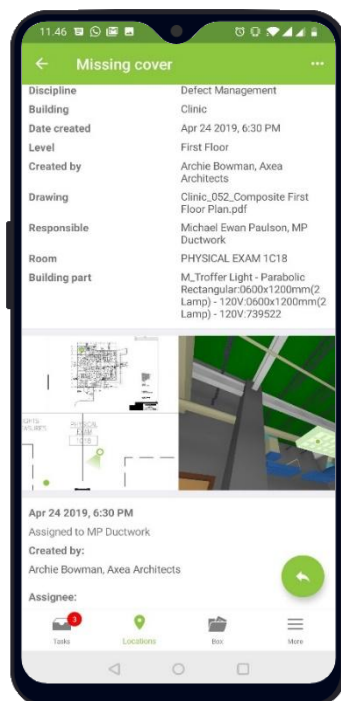 11.46
Missing cover
Discipline Defect Management
Building Clinic
Date created Apr 24 2019, 6:30 PM
Level First Floor
Created by Archie Bowman, Axea
Architects
Drawing Clinic_052_Composite First
Floor Plan.pdf
Responsible Michael Ewan Paulson, MP
Ductwork
Room PHYSICAL EXAM 1C18
Building part M_Troffer Light - Parabolic
Rectangular:0600x1200mm(2
Lamp) - 120V:0600x1200mm(2
Lamp) - 120V:739522
PHYSICAL
EXAM
1C18
Apr 24 2019, 6:30 PM
Assigned to MP Ductwork
Created by:
Archie Bowman, Axea Architects
Assignee:
3
Tasks Locations Box More